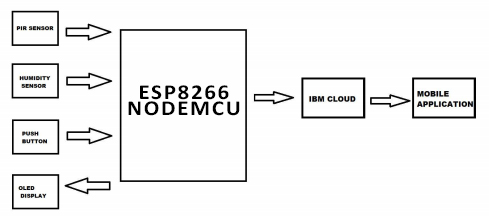 PIR SENSOR
HUMIDITY
SENSOR
PUSH
BUTTON
OLED
DISPLAY
ESP8266
NODEMCU
IBM CLOUD
MOBILE
APPLICATION